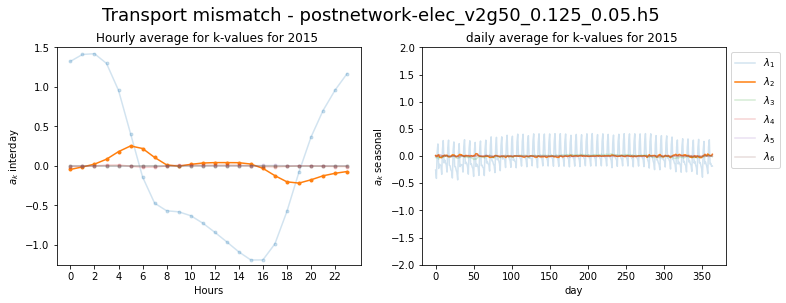 Transport mismatch - postnetwork-elec_v2g50_0.125_0.05.h5
Hourly average for k-values for 2015
1.5
1.0
0.5
0.0
−0.5
−1.0
a_k interday
0 2 4 6 8 10 12 14 16 18 20 22
Hours
daily average for k-values for 2015
2.0
1.5
1.0
0.5
0.0
−0.5
−1.0
−1.5
−2.0
a_k seasonal
0 50 100 150 200 250 300 350
day
λ₁
λ₂
λ₃
λ₄
λ₅
λ₆